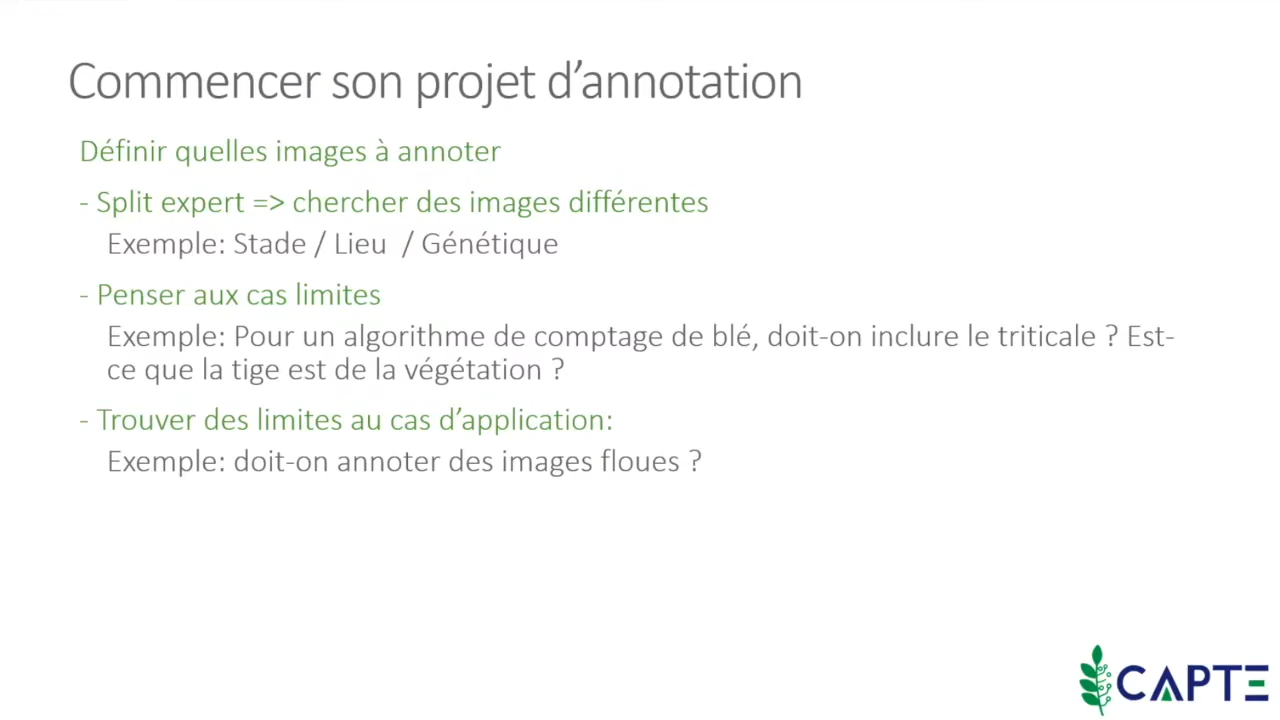 Commencer son projet d’annotation
Définir quelles images à annoter
- Split expert => chercher des images différentes
Exemple: Stade / Lieu / Génétique
- Penser aux cas limites
Exemple: Pour un algorithme de comptage de blé, doit-on inclure le triticale ? Est-
ce que la tige est de la végétation ?
- Trouver des limites au cas d’application:
Exemple: doit-on annoter des images floues ?
CAPTE